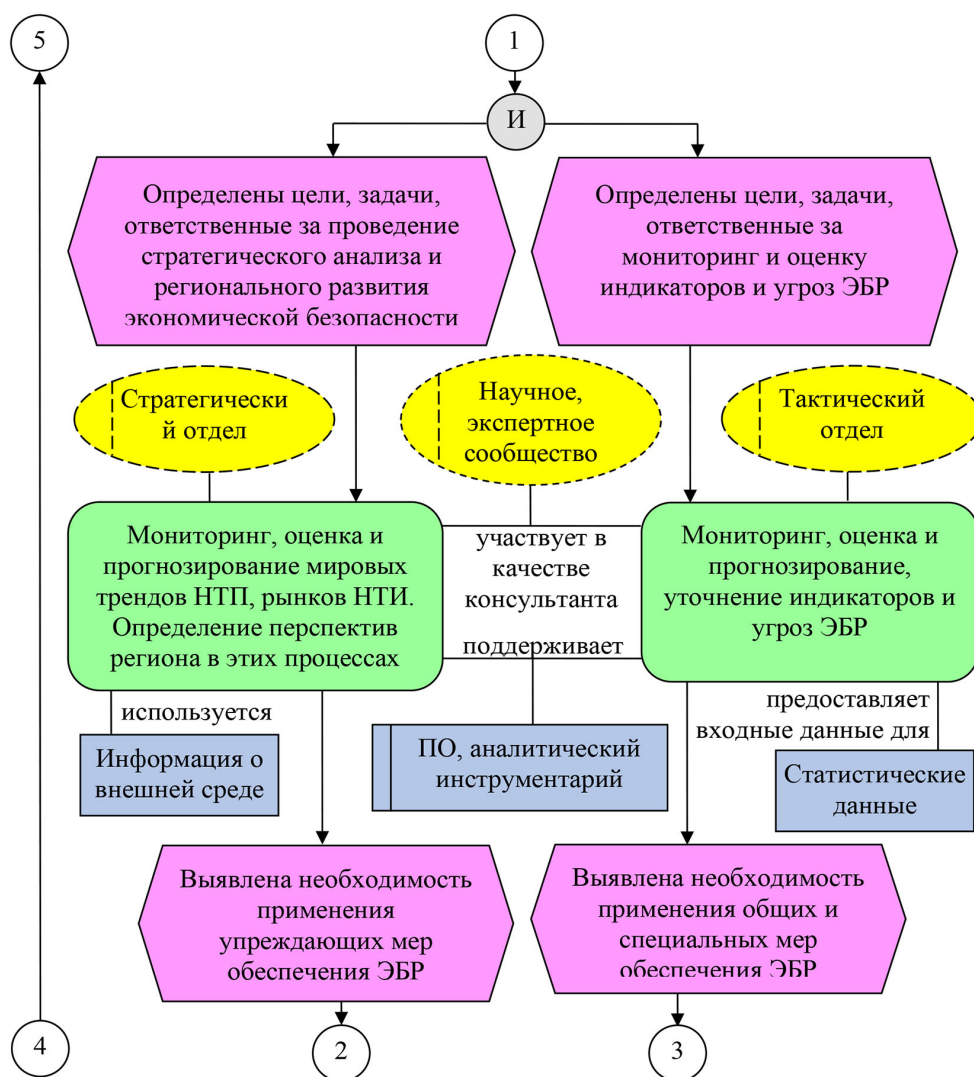 5
1
И
Определены цели, задачи,
ответственные за проведение
стратегического анализа и
регионального развития
экономической безопасности
Определены цели, задачи,
ответственные за
мониторинг и оценку
индикаторов и угроз ЭБР
Стратегически
й отдел
Научное,
экспертное
сообщество
Тактический
отдел
Мониторинг, оценка и
прогнозирование мировых
трендов НТП, рынков НТИ.
Определение перспектив
региона в этих процессах
участвует в
качестве
консультанта
поддерживает
Мониторинг, оценка и
прогнозирование,
уточнение индикаторов и
угроз ЭБР
используется
предоставляет
входные данные для
Информация о
внешней среде
ПО, аналитический
инструментарий
Статистические
данные
Выявлена необходимость
применения
упреждающих мер
обеспечения ЭБР
Выявлена необходимость
применения общих и
специальных мер
обеспечения ЭБР
4
2
3